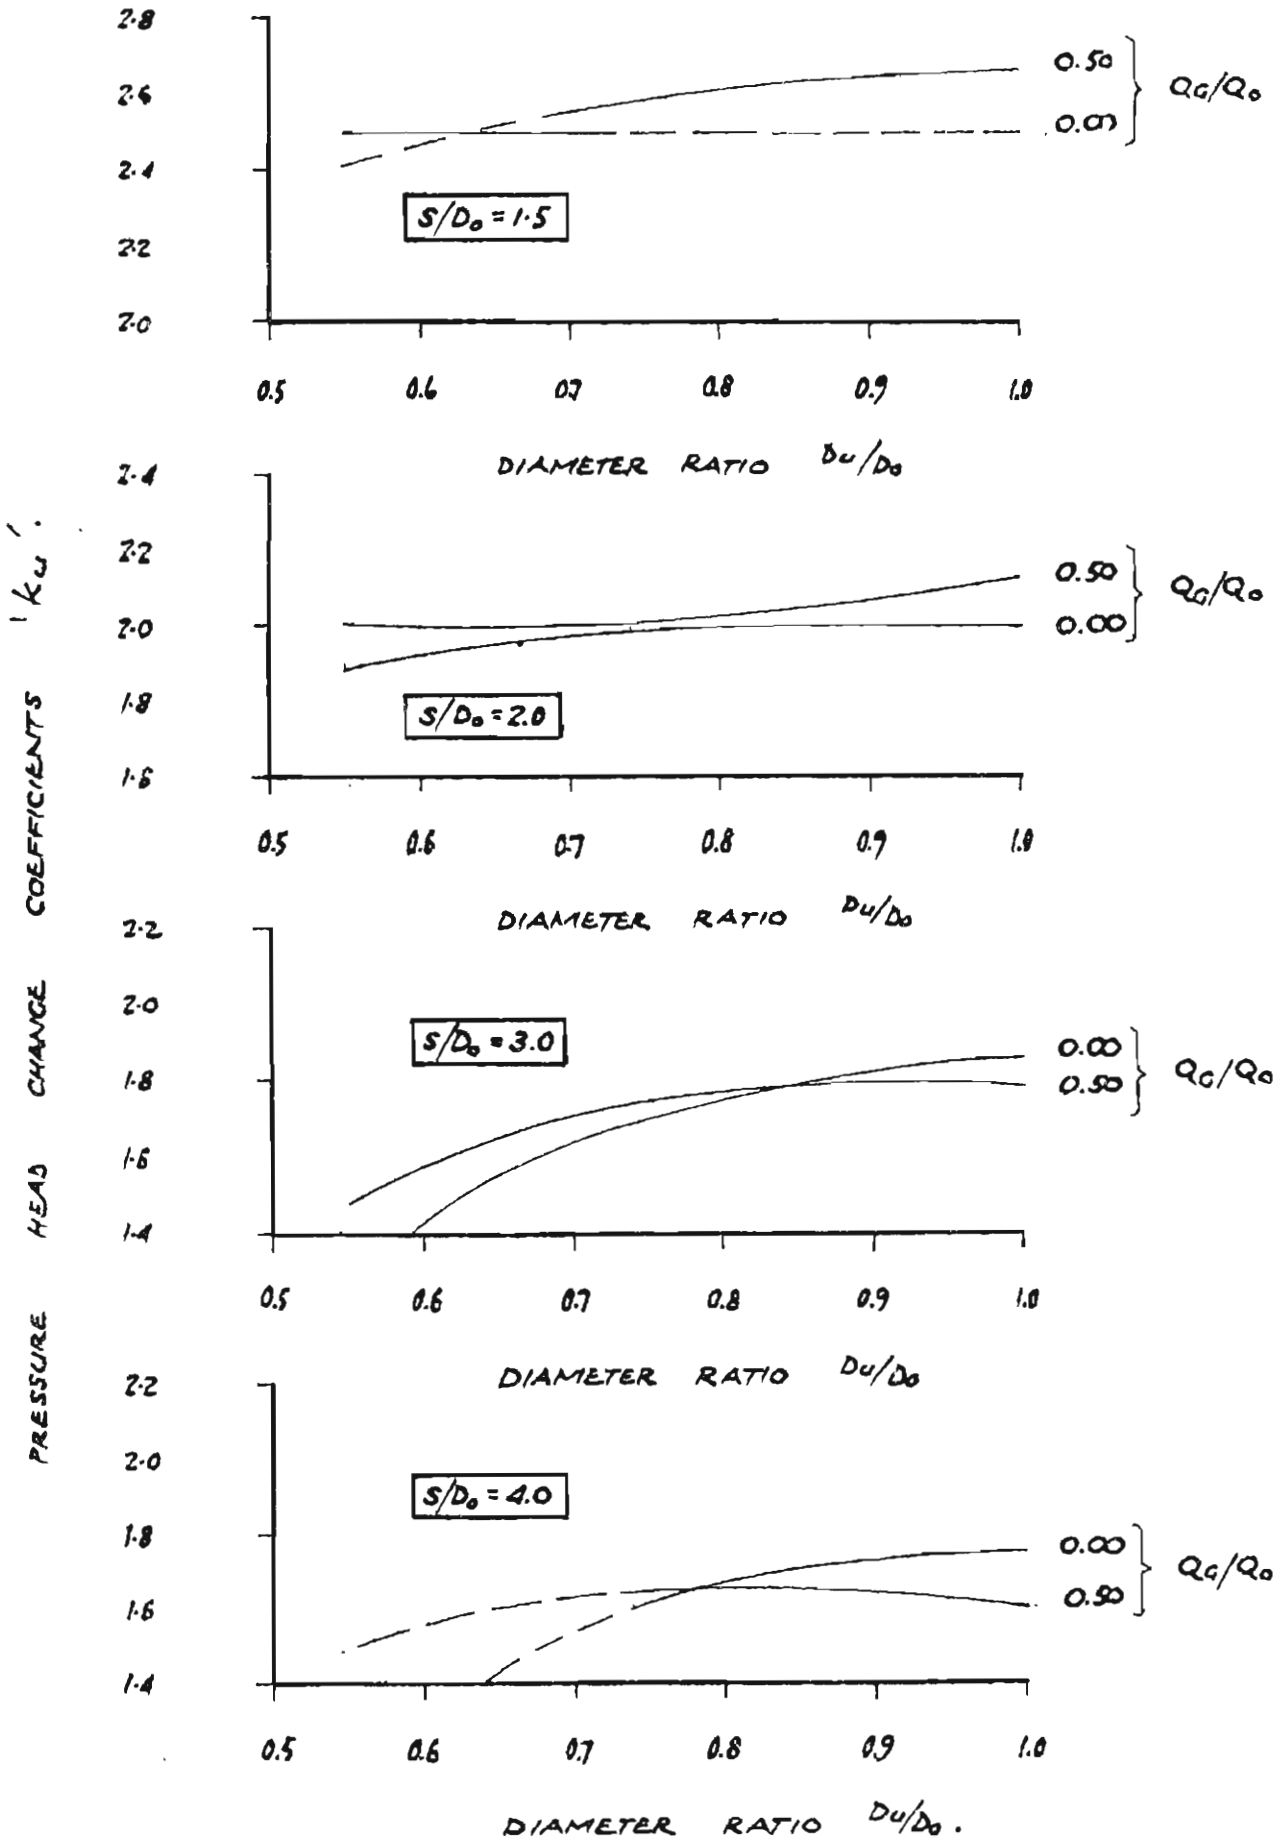 PRESSURE HEAD CHANGE COEFFICIENTS 'ku'.
2.8
2.6
2.4
2.2
2.0
0.50
0.00
QG/Qo
S/Do = 1.5
0.5 0.6 0.7 0.8 0.9 1.0
DIAMETER RATIO Du/Do
2.4
2.2
2.0
1.8
1.6
0.50
0.00
QG/Qo
S/Do = 2.0
0.5 0.6 0.7 0.8 0.9 1.0
DIAMETER RATIO Du/Do
2.2
2.0
1.8
1.6
1.4
S/Do = 3.0
0.00
0.50
QG/Qo
0.5 0.6 0.7 0.8 0.9 1.0
DIAMETER RATIO Du/Do
2.2
2.0
1.8
1.6
1.4
S/Do = 4.0
0.00
0.50
QG/Qo
0.5 0.6 0.7 0.8 0.9 1.0
DIAMETER RATIO Du/Do.